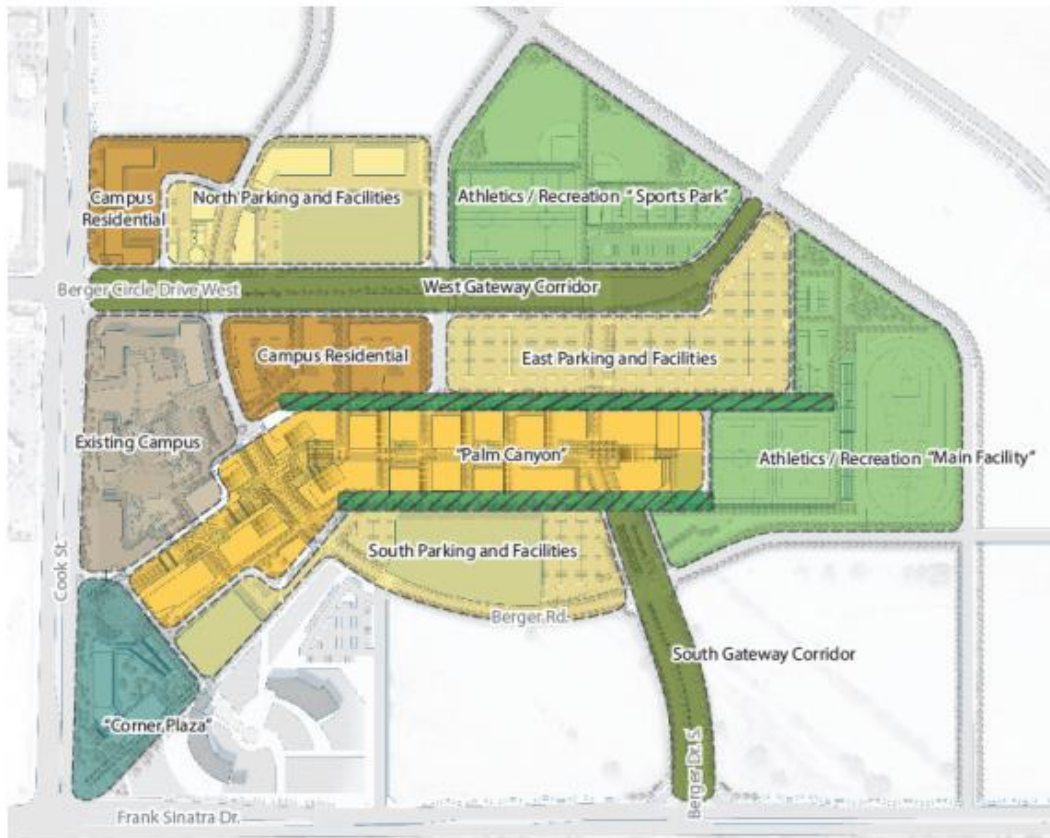 Campus
Residential
North Parking and Facilities
Athletics / Recreation "Sports Park"
Berger Circle Drive West
West Gateway Corridor
Campus Residential
East Parking and Facilities
Existing Campus
"Palm Canyon"
Athletics / Recreation "Main Facility"
South Parking and Facilities
Cook St.
Berger Rd.
South Gateway Corridor
"Corner Plaza"
Berger Dr. S.
Frank Sinatra Dr.